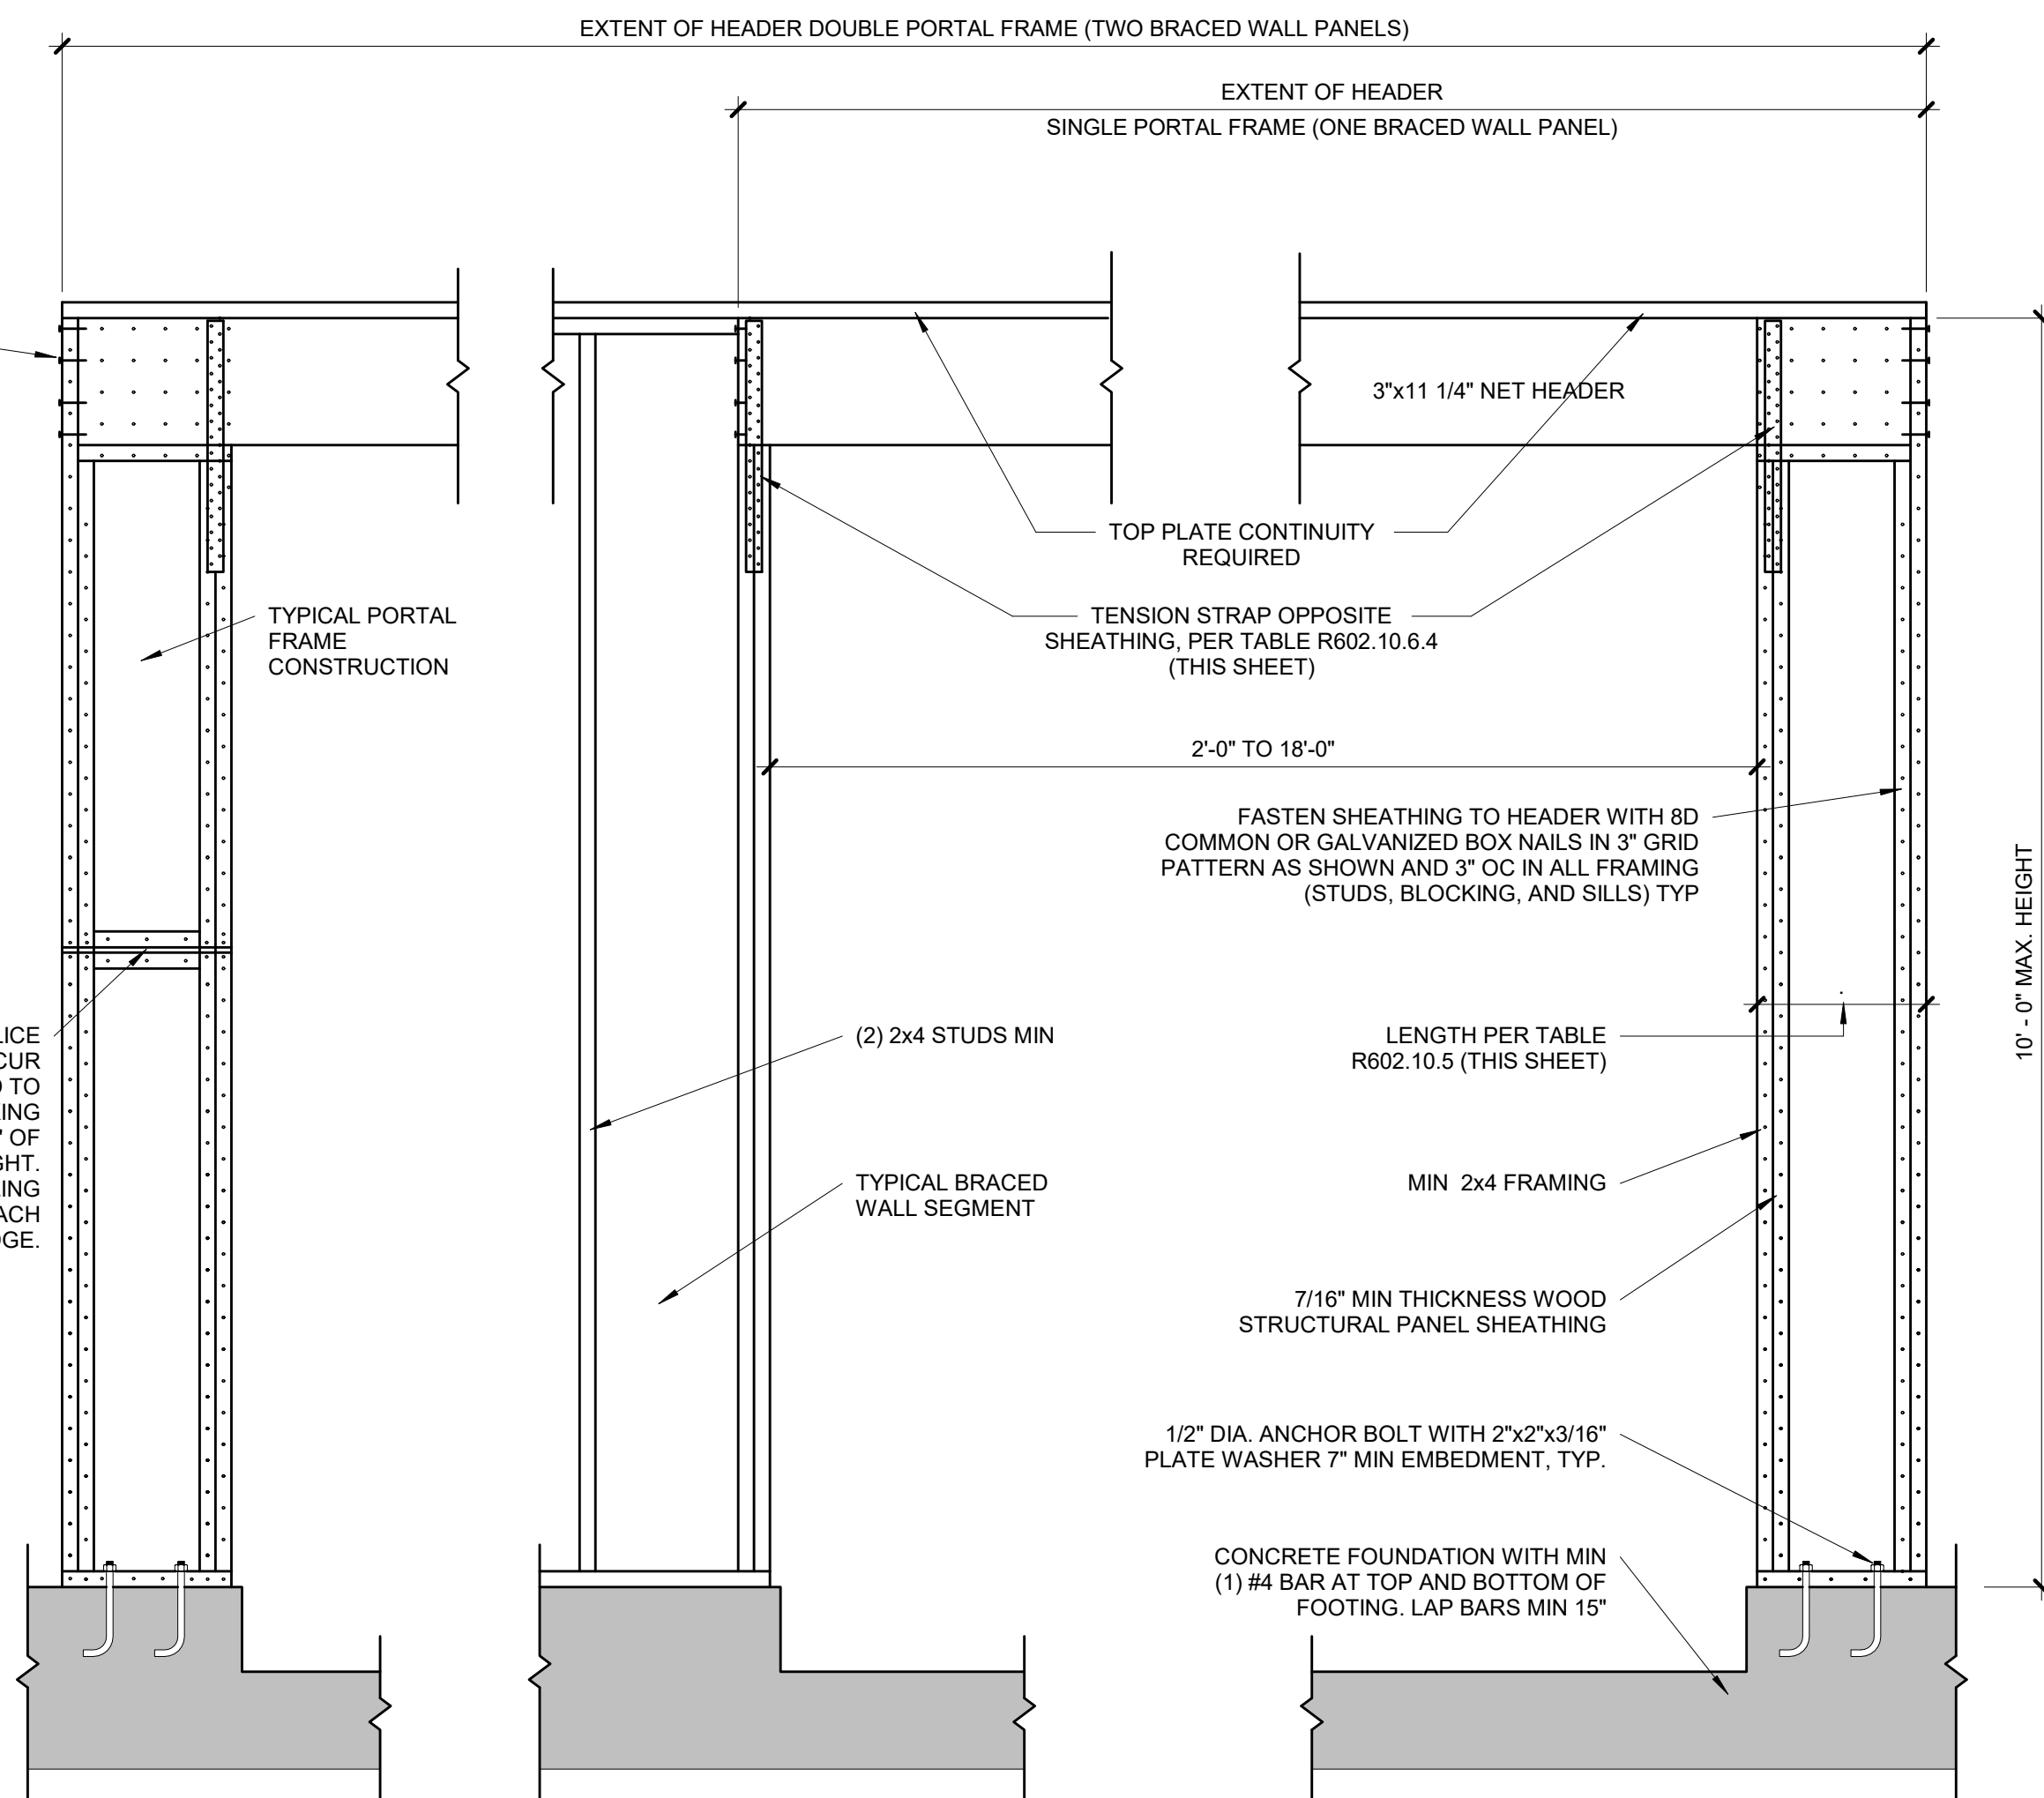 EXTENT OF HEADER DOUBLE PORTAL FRAME (TWO BRACED WALL PANELS)
EXTENT OF HEADER
SINGLE PORTAL FRAME (ONE BRACED WALL PANEL)
3"x11 1/4" NET HEADER
TOP PLATE CONTINUITY
REQUIRED
TYPICAL PORTAL
FRAME
CONSTRUCTION
TENSION STRAP OPPOSITE
SHEATHING, PER TABLE R602.10.6.4
(THIS SHEET)
2'-0" TO 18'-0"
FASTEN SHEATHING TO HEADER WITH 8D
COMMON OR GALVANIZED BOX NAILS IN 3" GRID
PATTERN AS SHOWN AND 3" OC IN ALL FRAMING
(STUDS, BLOCKING, AND SILLS) TYP
10' - 0" MAX. HEIGHT
TO
OF
(2) 2x4 STUDS MIN
LENGTH PER TABLE
R602.10.5 (THIS SHEET)
TYPICAL BRACED
WALL SEGMENT
MIN 2x4 FRAMING
7/16" MIN THICKNESS WOOD
STRUCTURAL PANEL SHEATHING
1/2" DIA. ANCHOR BOLT WITH 2"x2"x3/16"
PLATE WASHER 7" MIN EMBEDMENT, TYP.
CONCRETE FOUNDATION WITH MIN
(1) #4 BAR AT TOP AND BOTTOM OF
FOOTING. LAP BARS MIN 15"